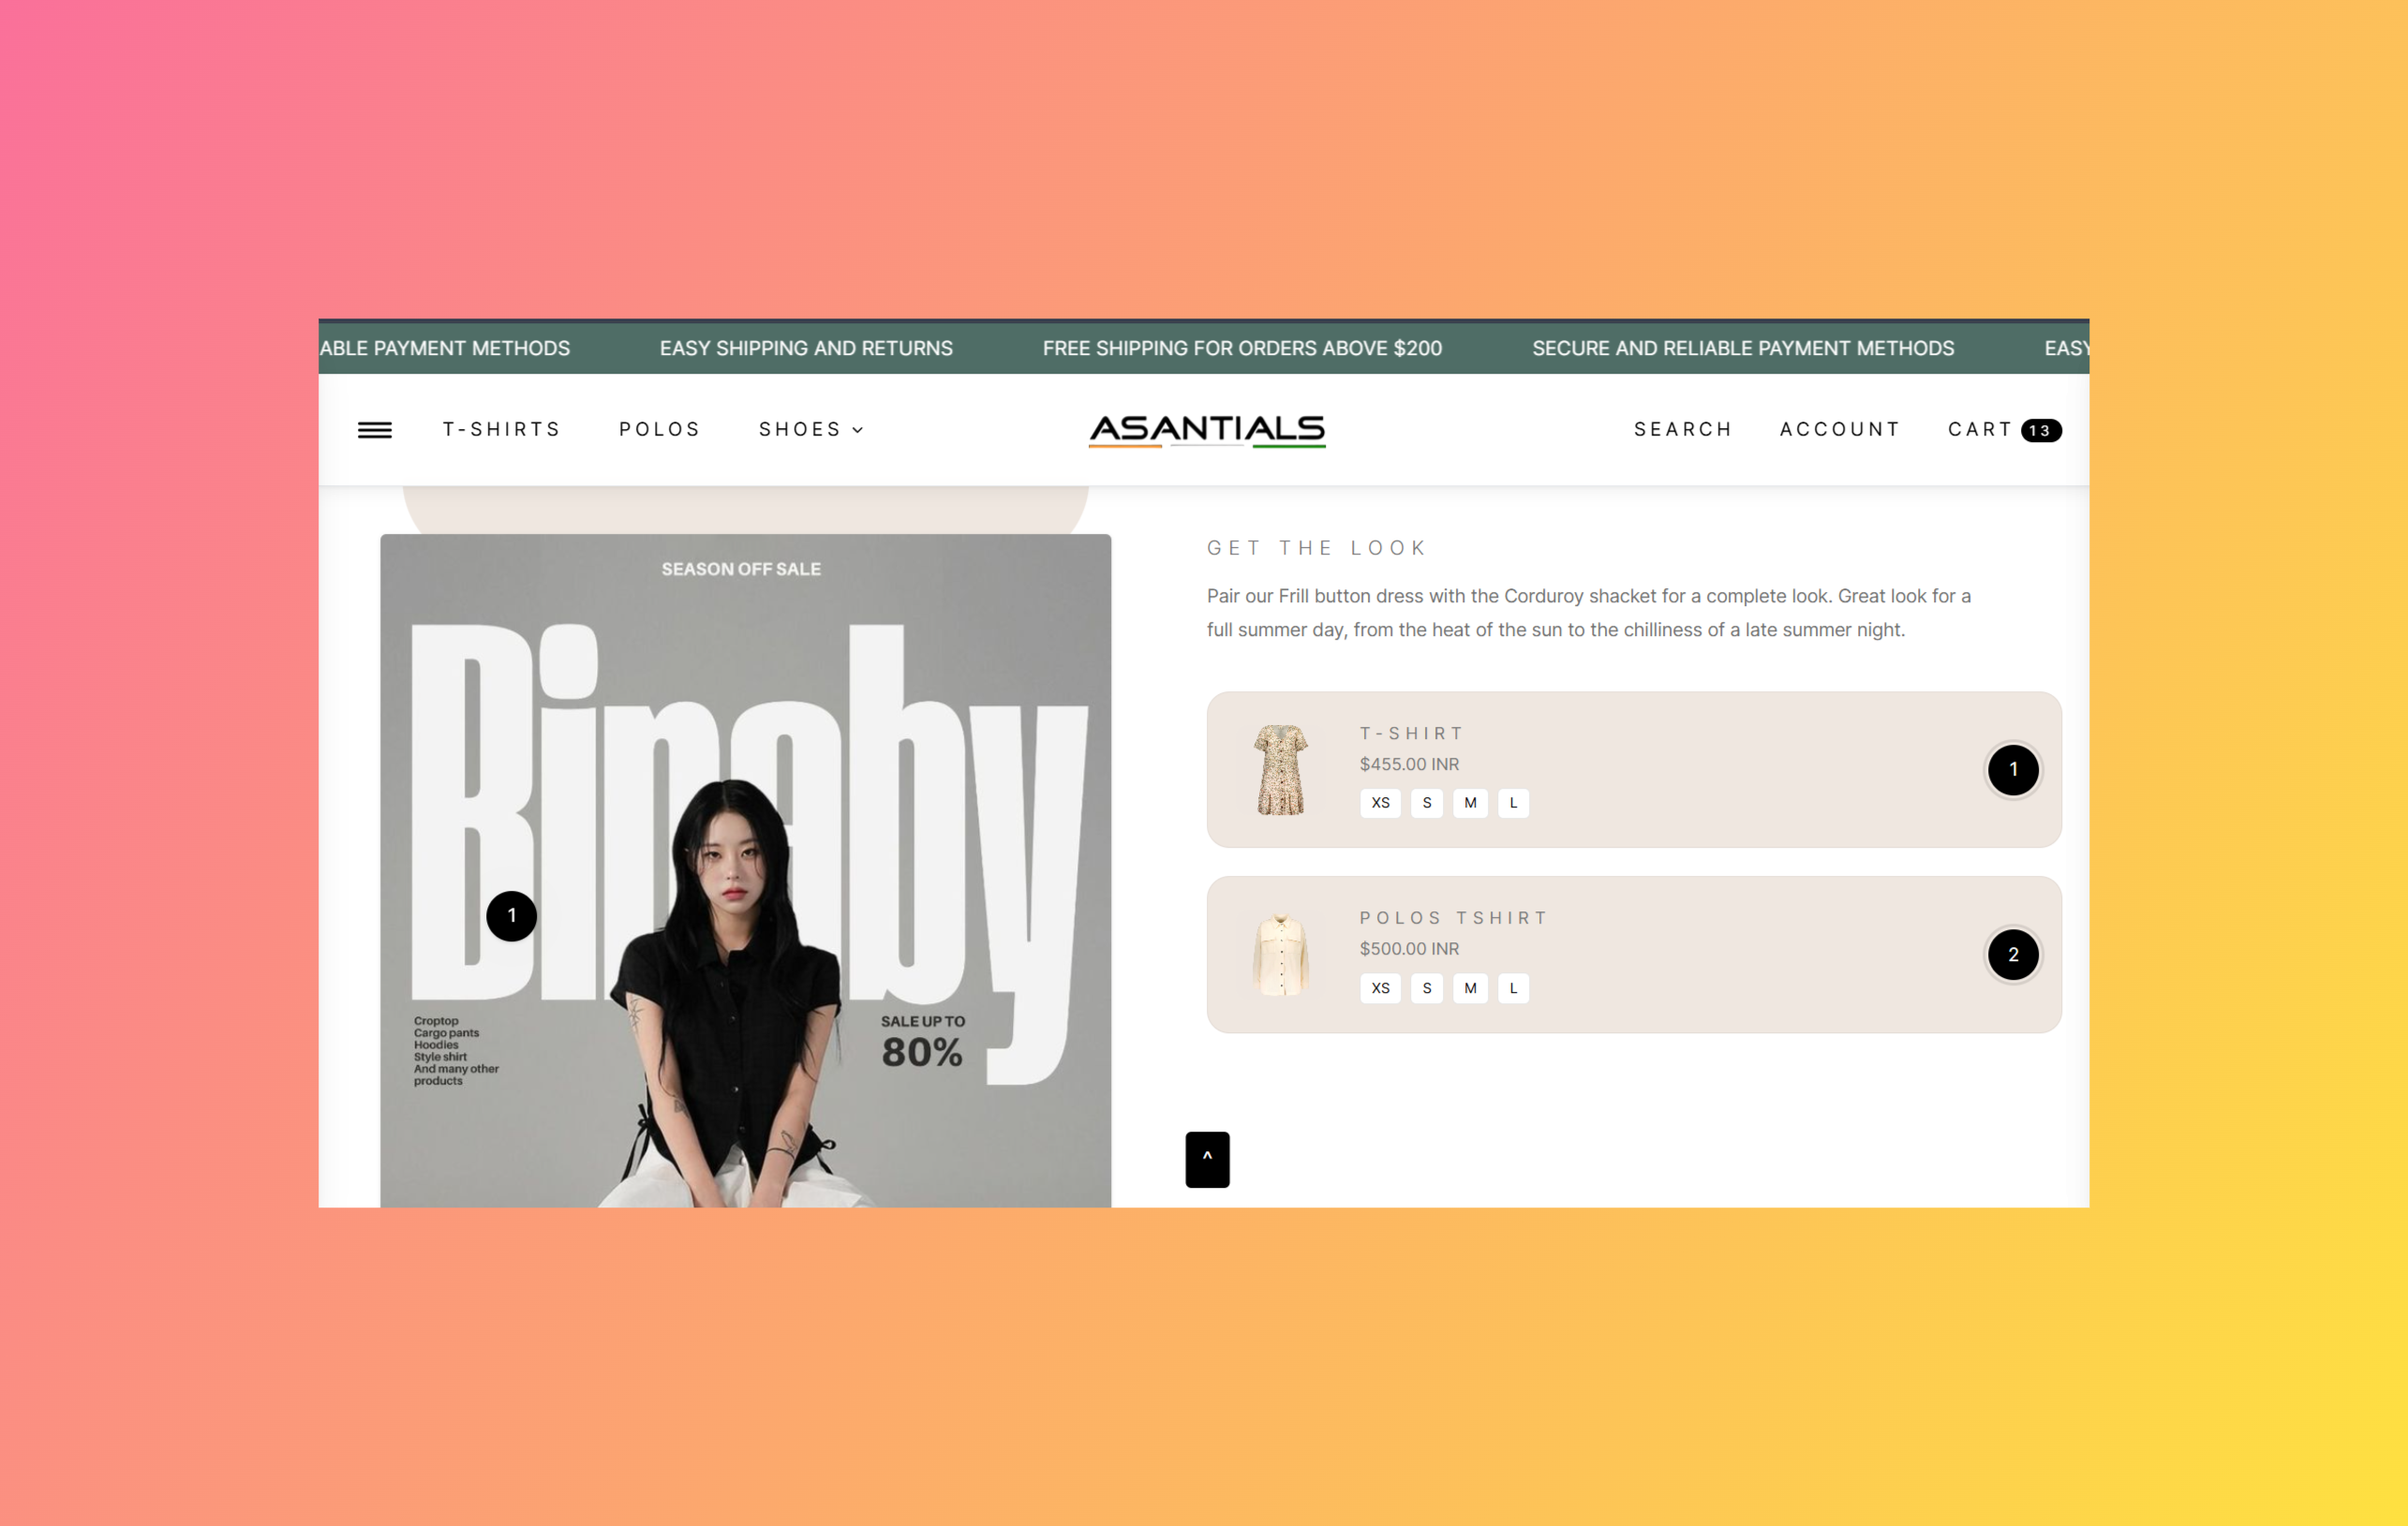 ABLE PAYMENT METHODS EASY SHIPPING AND RETURNS FREE SHIPPING FOR ORDERS ABOVE $200 SECURE AND RELIABLE PAYMENT METHODS EASY
T-SHIRTS POLOS SHOES ASANTIALS SEARCH ACCOUNT CART 13
SEASON OFF SALE
1
Croptop
Cargo pants
Hoodies
Style shirt
And many other
products
SALE UP TO
80%
GET THE LOOK
Pair our Frill button dress with the Corduroy shacket for a complete look. Great look for a
full summer day, from the heat of the sun to the chilliness of a late summer night.
T-SHIRT
$455.00 INR
XS S M L
1
POLOS TSHIRT
$500.00 INR
XS S M L
2
^